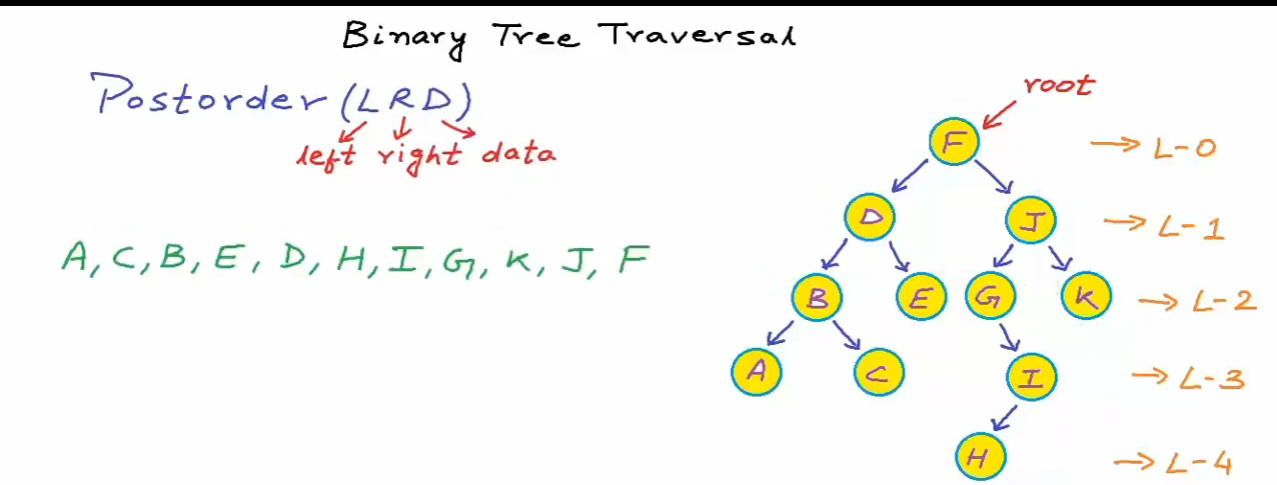 Binary Tree Traversal
Postorder (LRD)
left right data
A, C, B, E, D, H, I, G, K, J, F
root
F
→ L-0
D
J
→ L-1
B
E
G
K
→ L-2
A
C
I
→ L-3
H
→ L-4